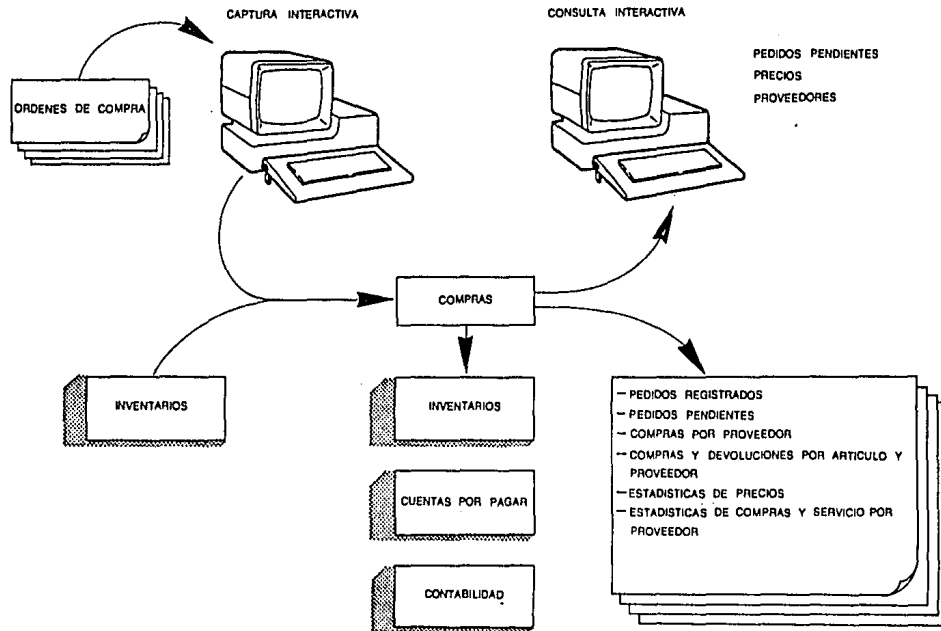 CAPTURA INTERACTIVA
CONSULTA INTERACTIVA
PEDIDOS PENDIENTES
PRECIOS
PROVEEDORES
ORDENES DE COMPRA
COMPRAS
INVENTARIOS
INVENTARIOS
CUENTAS POR PAGAR
CONTABILIDAD
— PEDIDOS REGISTRADOS
— PEDIDOS PENDIENTES
— COMPRAS POR PROVEEDOR
— COMPRAS Y DEVOLUCIONES POR ARTICULO Y
PROVEEDOR
— ESTADISTICAS DE PRECIOS
— ESTADISTICAS DE COMPRAS Y SERVICIO POR
PROVEEDOR